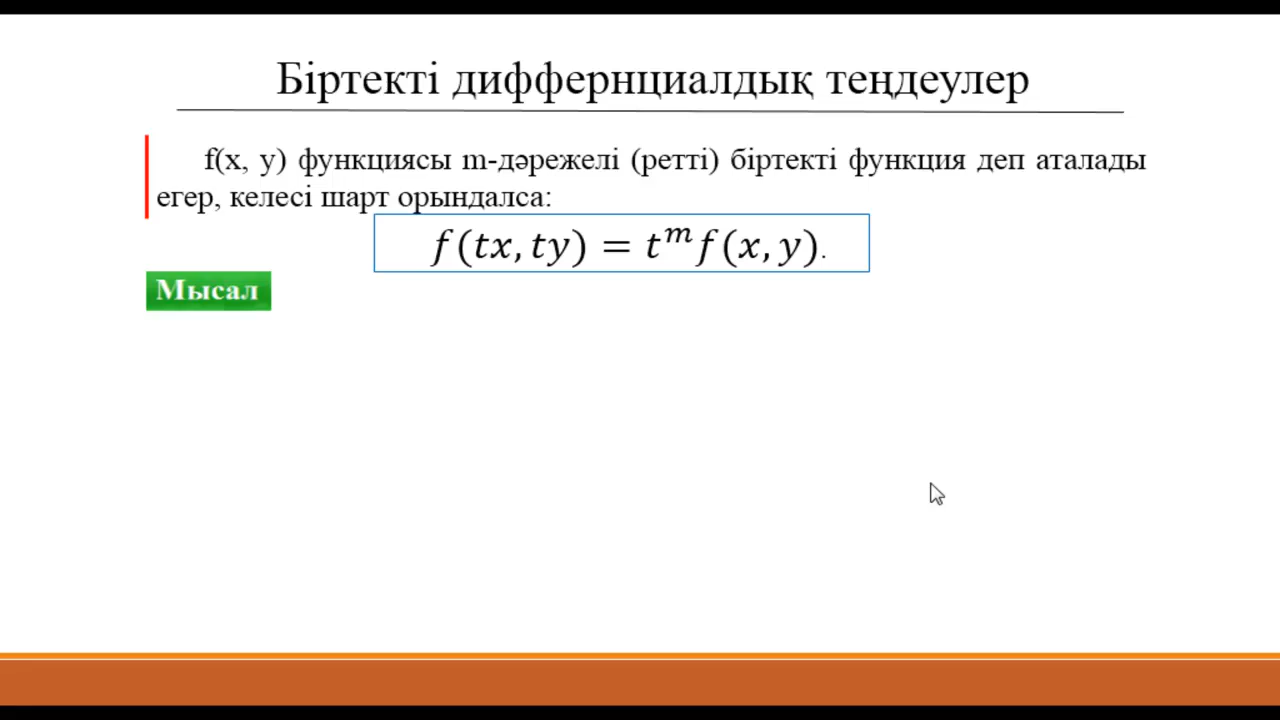 Біртекті диффернциалдық теңдеулер
f(x, y) функциясы m-дәрежелі (ретті) біртекті функция деп аталады
егер, келесі шарт орындалса:
f(tx, ty) = t^m f(x, y).
Мысал